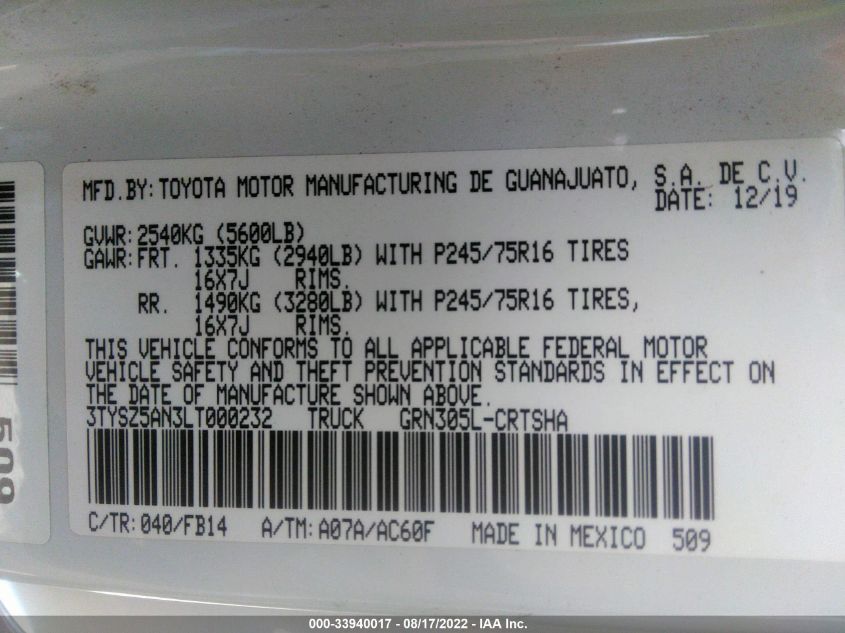 MFD.BY:TOYOTA MOTOR MANUFACTURING DE GUANAJUATO, S.A. DE C.V.
DATE: 12/19
GVWR:2540KG (5600LB)
GAWR:FRT. 1335KG (2940LB) WITH P245/75R16 TIRES
16X7J RIMS.
RR. 1490KG (3280LB) WITH P245/75R16 TIRES,
16X7J RIMS.
THIS VEHICLE CONFORMS TO ALL APPLICABLE FEDERAL MOTOR
VEHICLE SAFETY AND THEFT PREVENTION STANDARDS IN EFFECT ON
THE DATE OF MANUFACTURE SHOWN ABOVE.
3TYSZ5AN3LT000232 TRUCK GRN305L-CRTSHA
C/TR:040/FB14 A/TM:A07A/AC60F MADE IN MEXICO 509
509
000-33940017 - 08/17/2022 - IAA Inc.